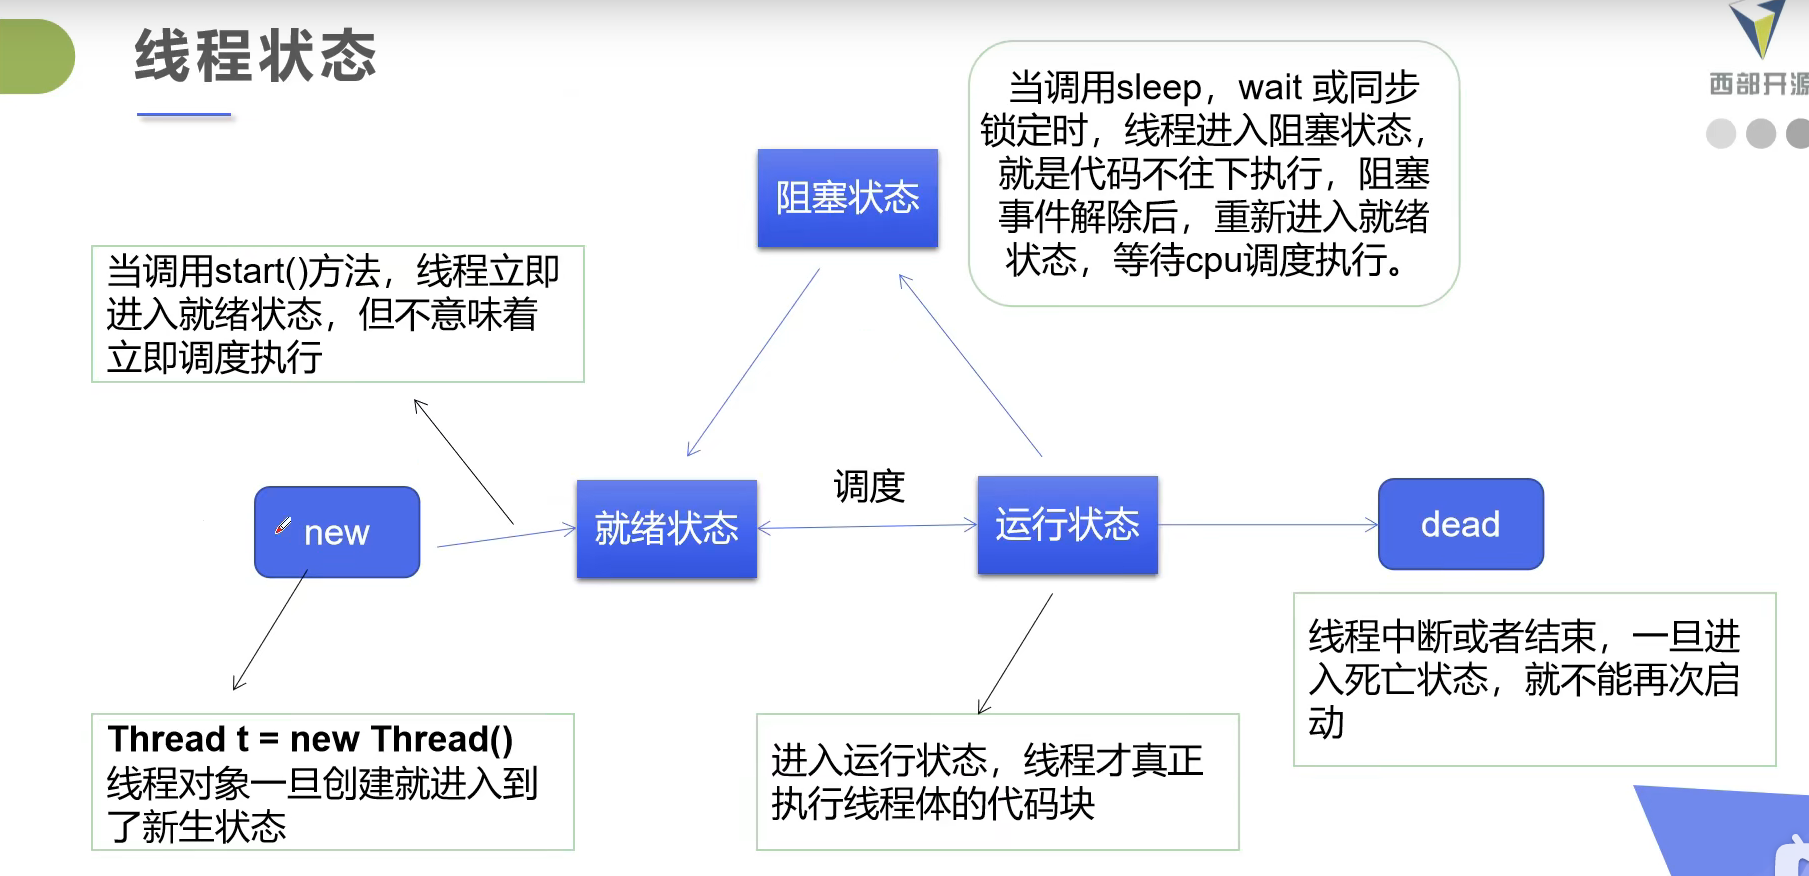 线程状态
西部开源
当调用sleep，wait 或同步
锁定时，线程进入阻塞状态，
就是代码不往下执行，阻塞
事件解除后，重新进入就绪
状态，等待cpu调度执行。
阻塞状态
当调用start()方法，线程立即
进入就绪状态，但不意味着
立即调度执行
调度
new
就绪状态
运行状态
dead
线程中断或者结束，一旦进
入死亡状态，就不能再次启
动
Thread t = new Thread()
线程对象一旦创建就进入到
了新生状态
进入运行状态，线程才真正
执行线程体的代码块